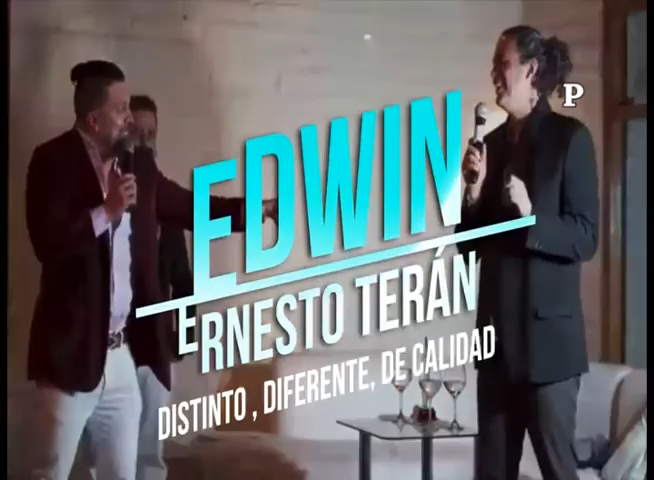 P
EDWIN
ERNESTO TERÁN
DISTINTO , DIFERENTE, DE CALIDAD